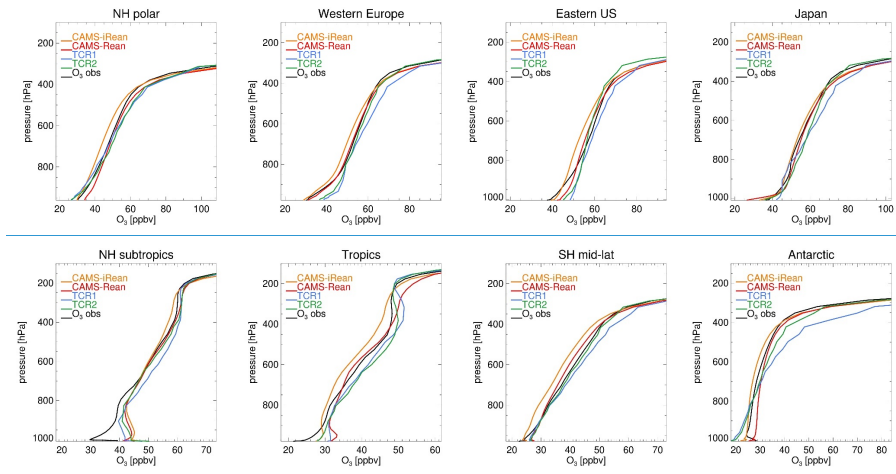 NH polar
Western Europe
Eastern US
Japan
pressure [hPa]
200
400
600
800
CAMS-iRean
CAMS-Rean
TCR1
TCR2
O3 obs
20 40 60 80 100
O3 [ppbv]
pressure [hPa]
200
400
600
800
CAMS-iRean
CAMS-Rean
TCR1
TCR2
O3 obs
20 40 60 80
O3 [ppbv]
pressure [hPa]
200
400
600
800
1000
CAMS-iRean
CAMS-Rean
TCR1
TCR2
O3 obs
20 40 60 80
O3 [ppbv]
pressure [hPa]
200
400
600
800
1000
CAMS-iRean
CAMS-Rean
TCR1
TCR2
O3 obs
20 40 60 80 100
O3 [ppbv]
NH subtropics
Tropics
SH mid-lat
Antarctic
pressure [hPa]
200
400
600
800
1000
CAMS-iRean
CAMS-Rean
TCR1
TCR2
O3 obs
20 30 40 50 60 70
O3 [ppbv]
pressure [hPa]
200
400
600
800
CAMS-iRean
CAMS-Rean
TCR1
TCR2
O3 obs
20 30 40 50 60
O3 [ppbv]
pressure [hPa]
200
400
600
800
CAMS-iRean
CAMS-Rean
TCR1
TCR2
O3 obs
20 30 40 50 60 70
O3 [ppbv]
pressure [hPa]
200
400
600
800
1000
CAMS-iRean
CAMS-Rean
TCR1
TCR2
O3 obs
20 30 40 50 60 70 80
O3 [ppbv]